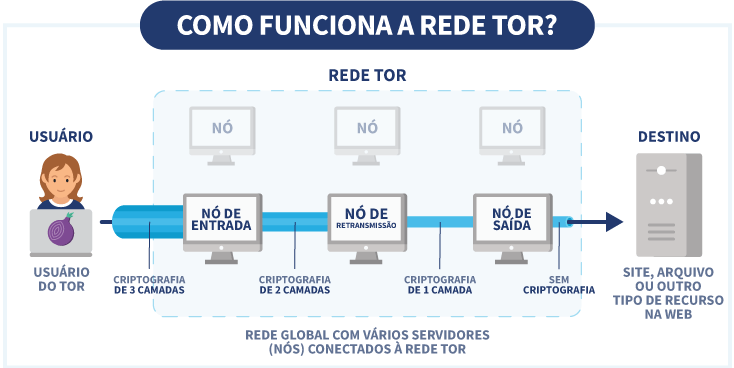 COMO FUNCIONA A REDE TOR?
REDE TOR
USUÁRIO
NÓ
NÓ
NÓ
DESTINO
NÓ DE
ENTRADA
NÓ DE
RETRANSMISSÃO
NÓ DE
SAÍDA
USUÁRIO
DO TOR
CRIPTOGRAFIA
DE 3 CAMADAS
CRIPTOGRAFIA
DE 2 CAMADAS
CRIPTOGRAFIA
DE 1 CAMADA
SEM
CRIPTOGRAFIA
SITE, ARQUIVO
OU OUTRO
TIPO DE RECURSO
NA WEB
REDE GLOBAL COM VÁRIOS SERVIDORES
(NÓS) CONECTADOS À REDE TOR